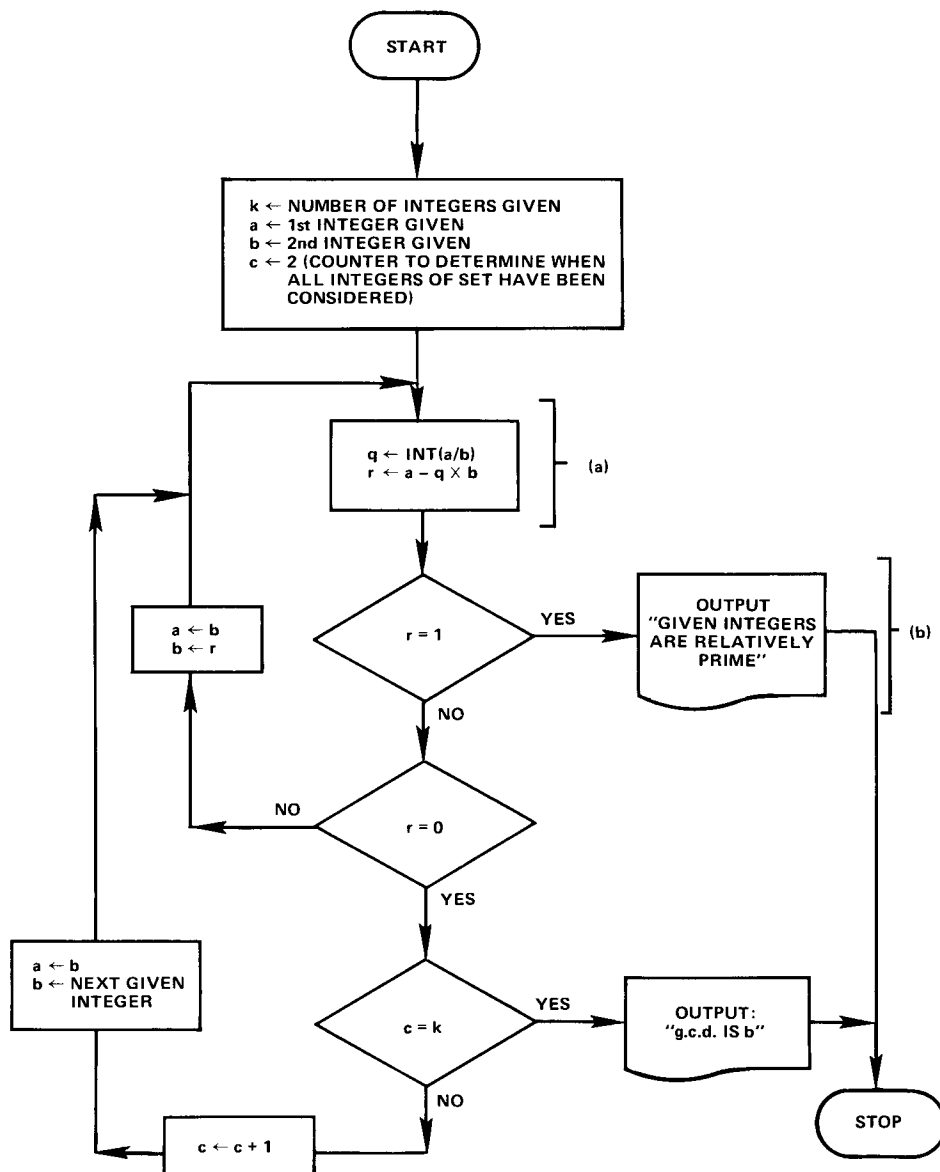 START
k ← NUMBER OF INTEGERS GIVEN
a ← 1st INTEGER GIVEN
b ← 2nd INTEGER GIVEN
c ← 2 (COUNTER TO DETERMINE WHEN
ALL INTEGERS OF SET HAVE BEEN
CONSIDERED)
q ← INT(a/b)
r ← a – q × b
(a)
r = 1
YES
OUTPUT
"GIVEN INTEGERS
ARE RELATIVELY
PRIME"
(b)
NO
a ← b
b ← r
r = 0
NO
YES
a ← b
b ← NEXT GIVEN
INTEGER
c = k
YES
OUTPUT:
"g.c.d. IS b"
NO
c ← c + 1
STOP